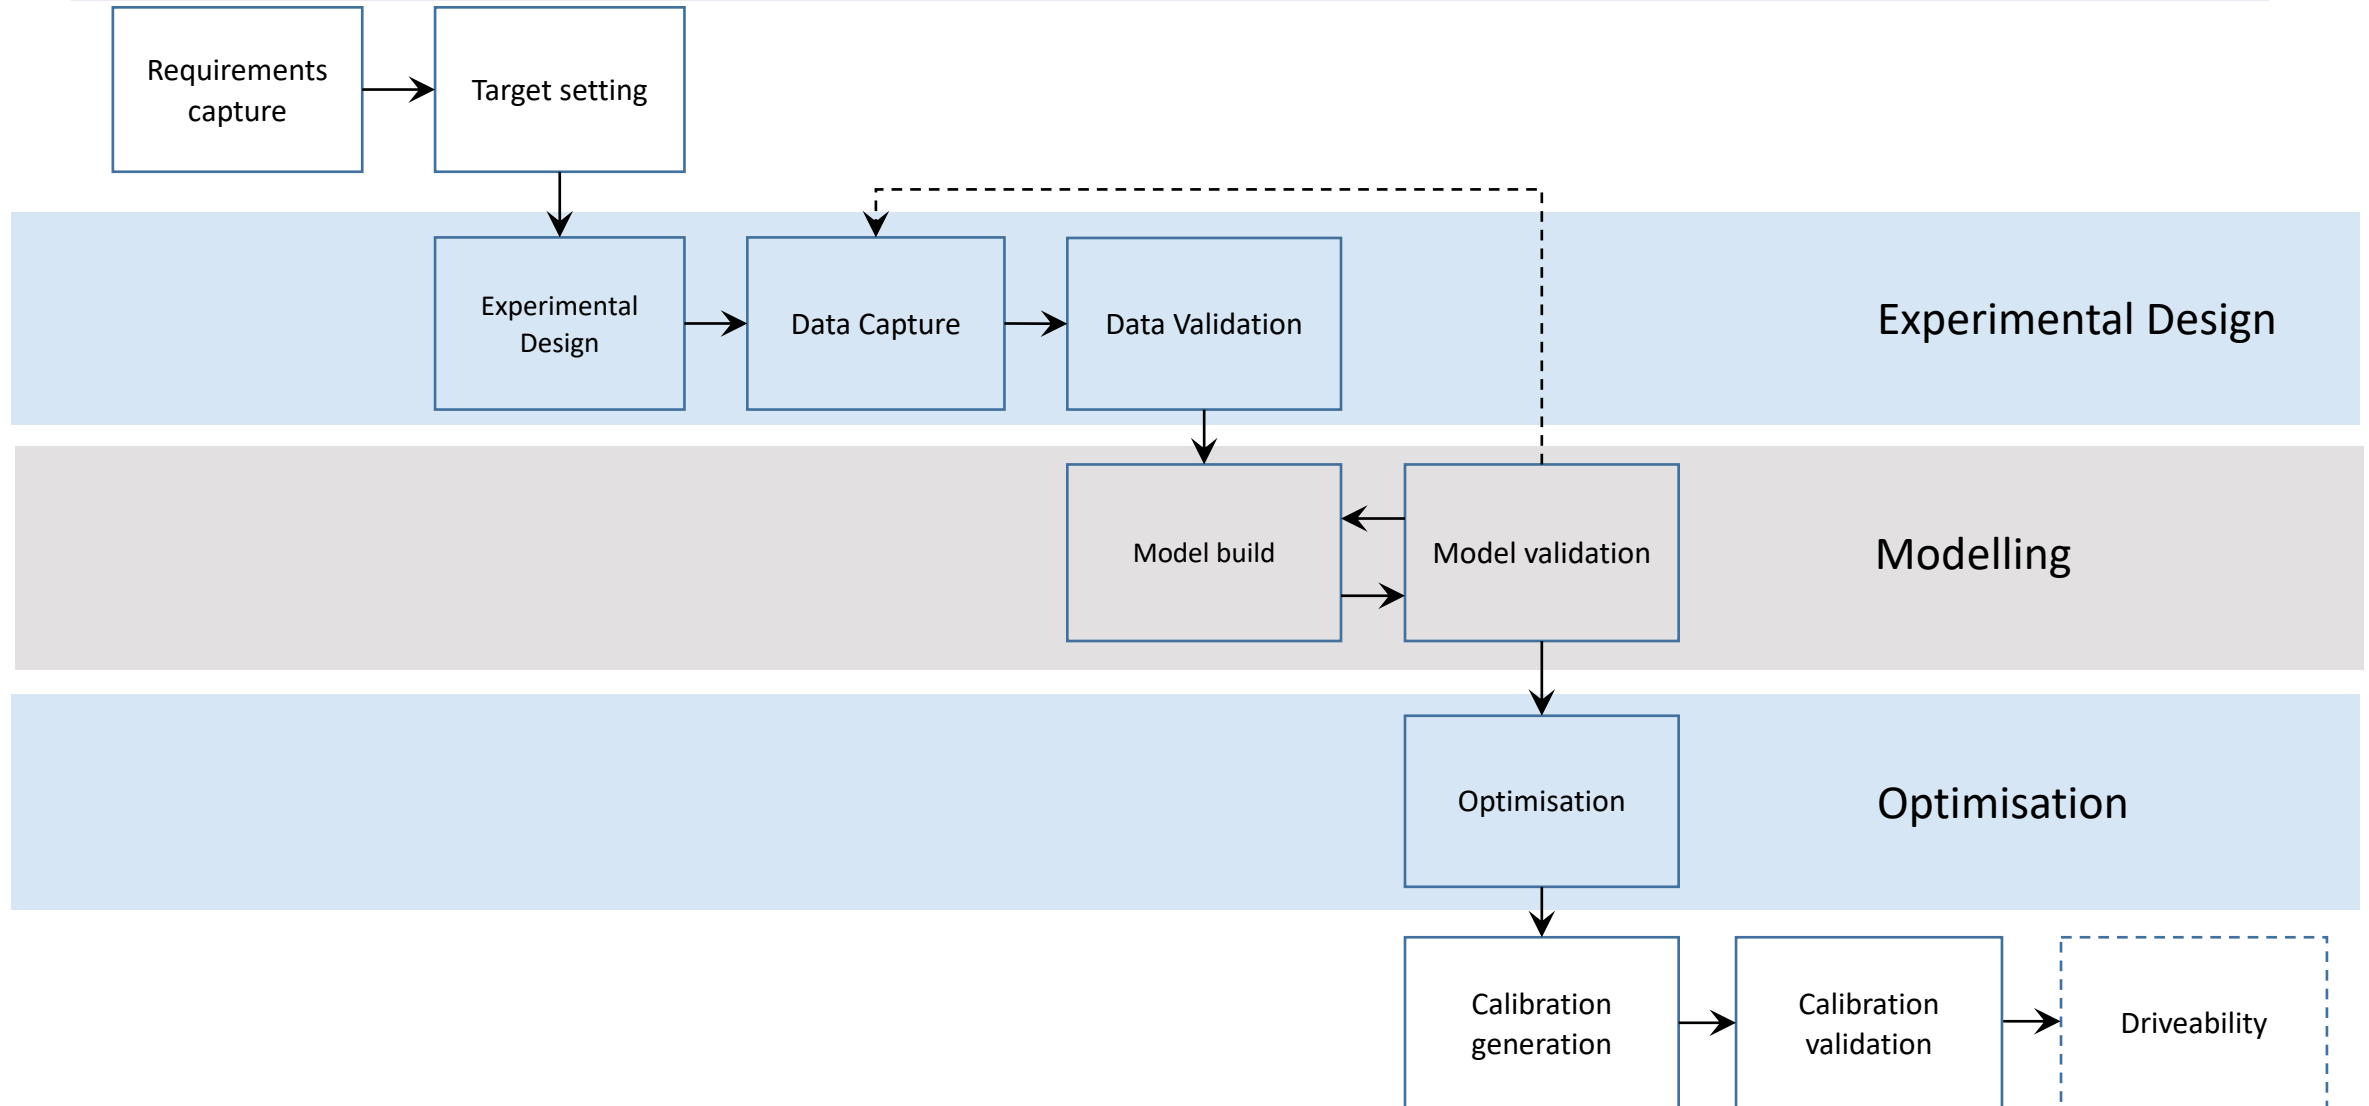 Requirements
capture
Target setting
Experimental
Design
Data Capture
Data Validation
Experimental Design
Model build
Model validation
Modelling
Optimisation
Optimisation
Calibration
generation
Calibration
validation
Driveability